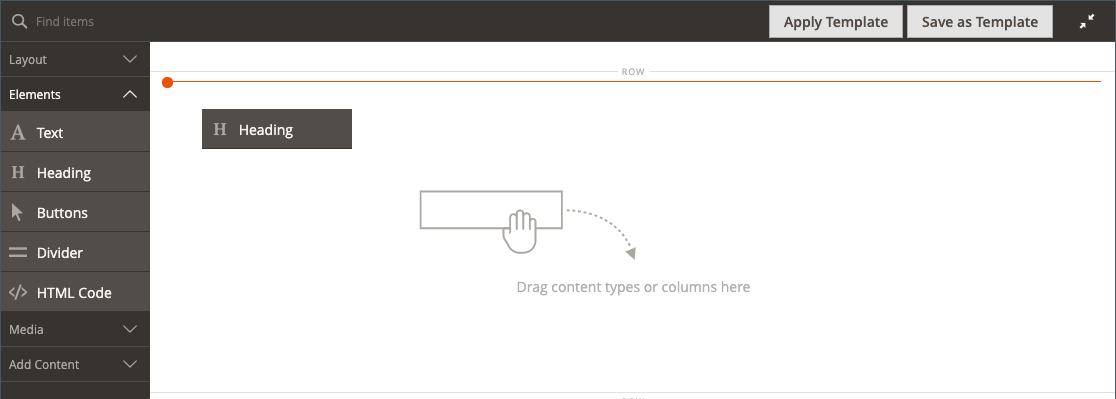 Find items
Apply Template
Save as Template
Layout
Elements
Text
Heading
Buttons
Divider
HTML Code
Media
Add Content
ROW
H Heading
Drag content types or columns here